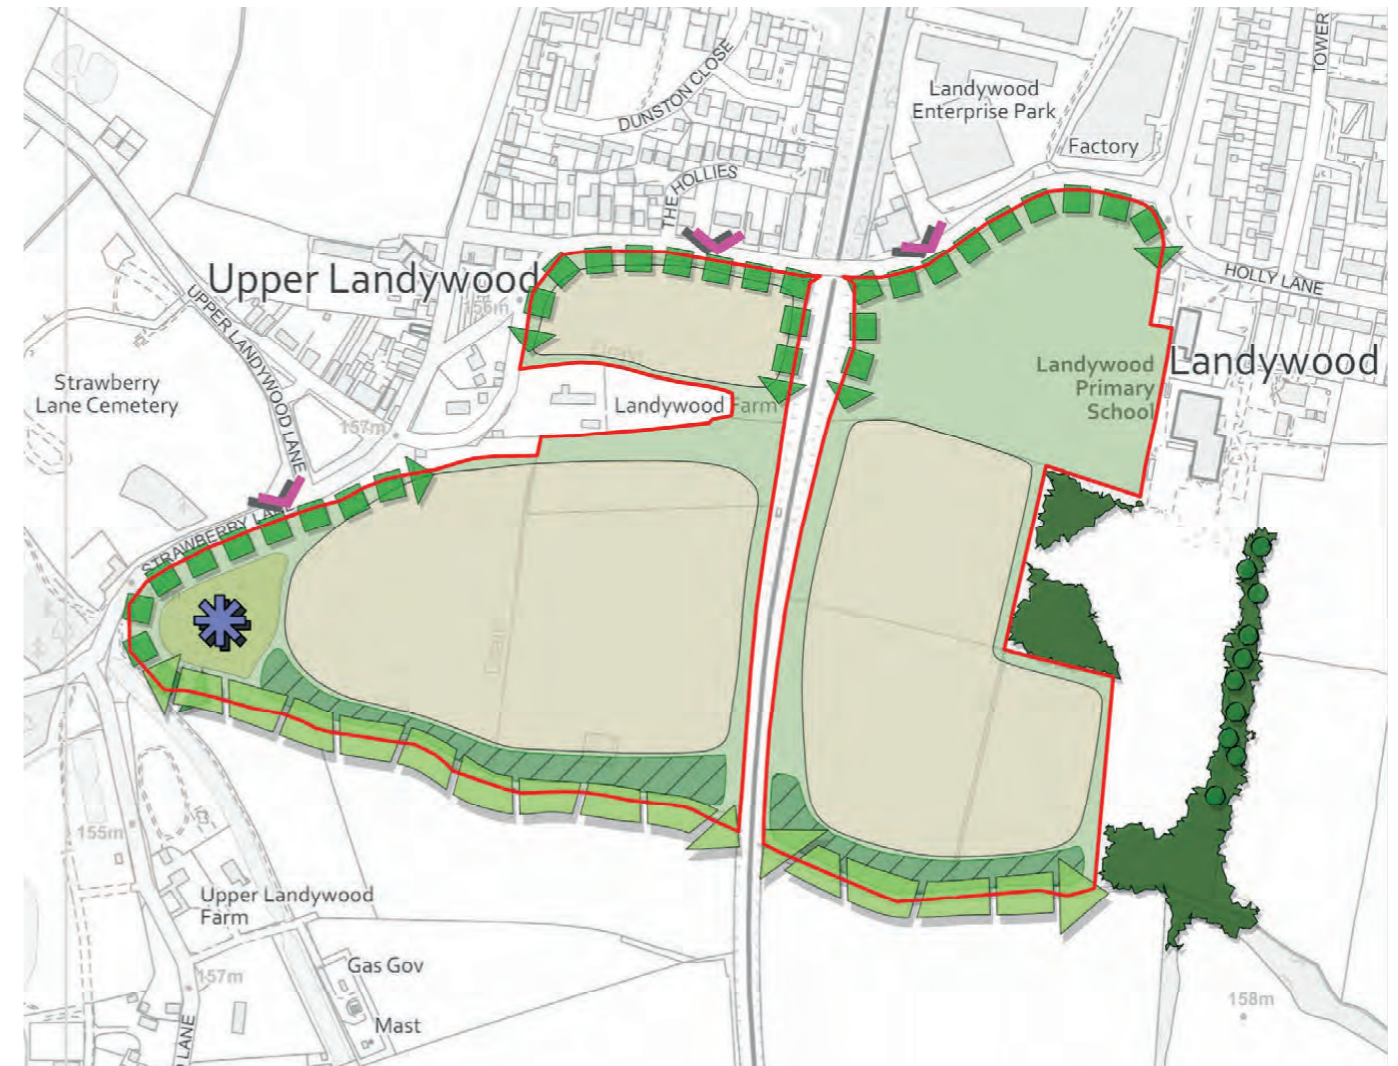 TOWER
DUNSTON CLOSE
Landywood
Enterprise Park
Factory
THE HOLLIES
Upper Landywood
HOLLY LANE
156m
UPPER LANDYWOOD LANE
Landywood
Landywood
Primary
School
Strawberry
Lane Cemetery
Landywood Farm
157m
STRAWBERRY LANE
155m
Upper Landywood
Farm
Gas Gov
157m
158m
Mast
LANE